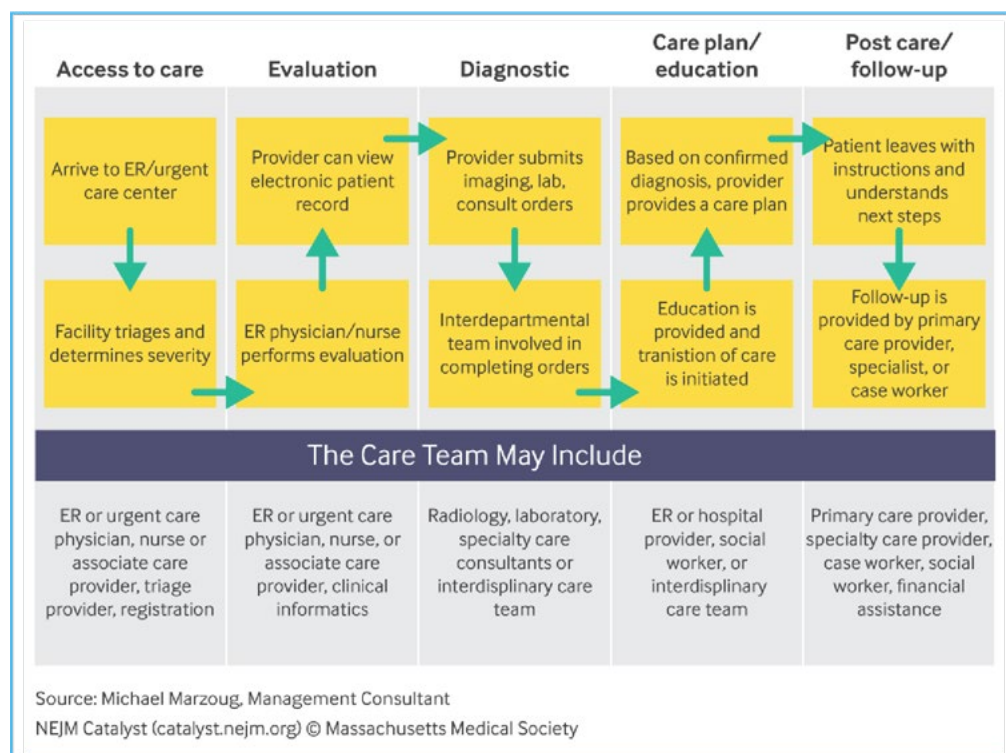 Access to care
Evaluation
Diagnostic
Care plan/
education
Post care/
follow-up
Arrive to ER/urgent
care center
Facility triages and
determines severity
Provider can view
electronic patient
record
ER physician/nurse
performs evaluation
Provider submits
imaging, lab,
consult orders
Interdepartmental
team involved in
completing orders
Based on confirmed
diagnosis, provider
provides a care plan
Education is
provided and
tranistion of care
is initiated
Patient leaves with
instructions and
understands
next steps
Follow-up is
provided by primary
care provider,
specialist, or
case worker
The Care Team May Include
ER or urgent care
physician, nurse or
associate care
provider, triage
provider, registration
ER or urgent care
physician, nurse, or
associate care
provider, clinical
informatics
Radiology, laboratory,
specialty care
consultants or
interdisplinary care
team
ER or hospital
provider, social
worker, or
interdisplinary
care team
Primary care provider,
specialty care provider,
case worker, social
worker, financial
assistance
Source: Michael Marzoug, Management Consultant
NEJM Catalyst (catalyst.nejm.org) © Massachusetts Medical Society